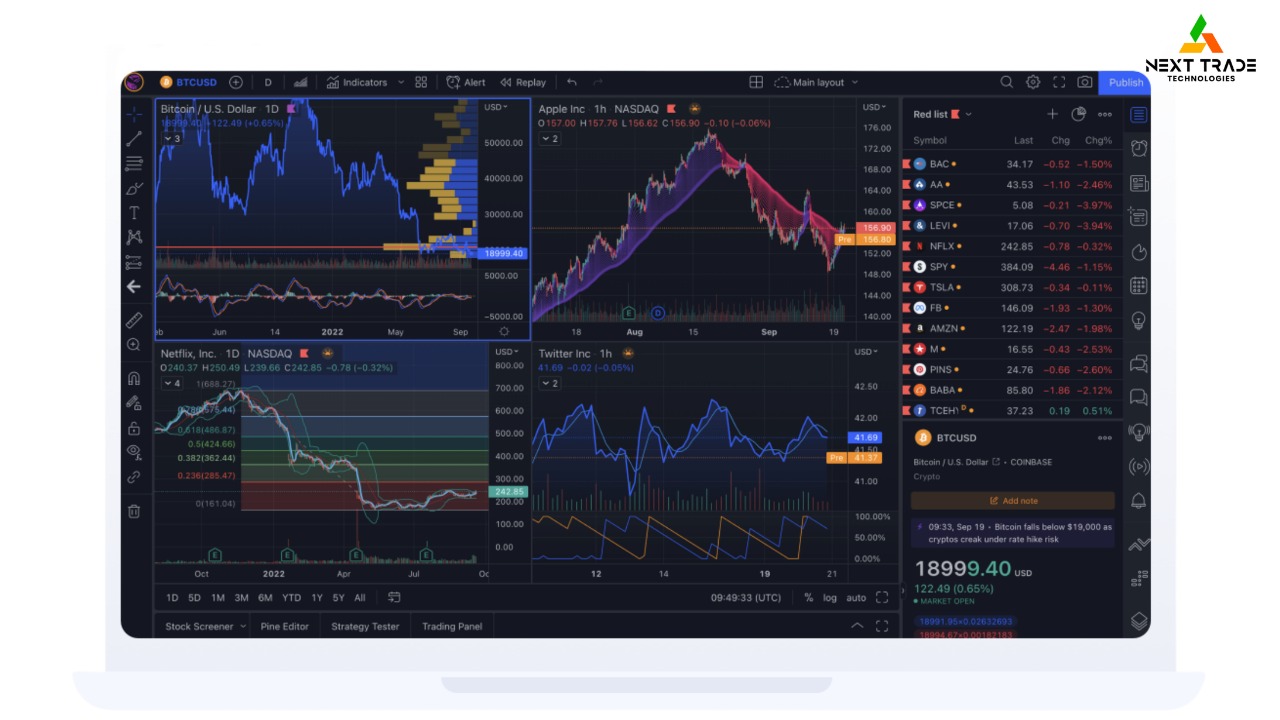 NEXT TRADE
TECHNOLOGIES
BTCUSD D Indicators Alert Replay Main layout Publish
Bitcoin / U.S. Dollar · 1D
18999.40 +122.49 (+0.65%)
3
USD
50000.00
40000.00
30000.00
18999.40
5000.00
−5000.00
Jun 14 2022 May Sep
Apple Inc · 1h · NASDAQ
O157.00 H157.76 L156.62 C156.90 −0.10 (−0.06%)
2
USD
176.00
172.00
168.00
164.00
160.00
156.90
Pre 156.80
152.00
148.00
144.00
140.00
E D
18 Aug 15 Sep 19
Netflix, Inc. · 1D · NASDAQ
O240.37 H250.49 L239.66 C242.85 −0.78 (−0.32%)
4
USD
800.00
700.00
600.00
500.00
400.00
300.00
242.85
200.00
100.00
0.00
1(688.27)
0.786(575.44)
0.618(486.87)
0.5(424.66)
0.382(362.44)
0.236(285.47)
0(161.04)
E E E E
Oct 2022 Apr Jul Oc
Twitter Inc · 1h
41.69 −0.02 (−0.05%)
2
USD
42.50
42.00
41.69
41.50
Pre 41.37
41.00
100.00%
50.00%
0.00%
12 14 19 21
1D 5D 1M 3M 6M YTD 1Y 5Y All
09:49:33 (UTC) % log auto
Stock Screener Pine Editor Strategy Tester Trading Panel
Red list
Symbol Last Chg Chg%
BAC 34.17 −0.52 −1.50%
AA 43.53 −1.10 −2.46%
SPCE 5.08 −0.21 −3.97%
LEVI 17.06 −0.70 −3.94%
NFLX 242.85 −0.78 −0.32%
SPY 384.09 −4.46 −1.15%
TSLA 308.73 −0.34 −0.11%
FB 146.09 −1.93 −1.30%
AMZN 122.19 −2.47 −1.98%
M 16.55 −0.43 −2.53%
PINS 24.76 −0.66 −2.60%
BABA 85.80 −1.86 −2.12%
TCEHY D 37.23 0.19 0.51%
BTCUSD
Bitcoin / U.S. Dollar · COINBASE
Crypto
Add note
09:33, Sep 19 · Bitcoin falls below $19,000 as
cryptos creak under rate hike risk
18999.40 USD
122.49 (0.65%)
MARKET OPEN
18991.95×0.02632693
18994.67×0.00182183